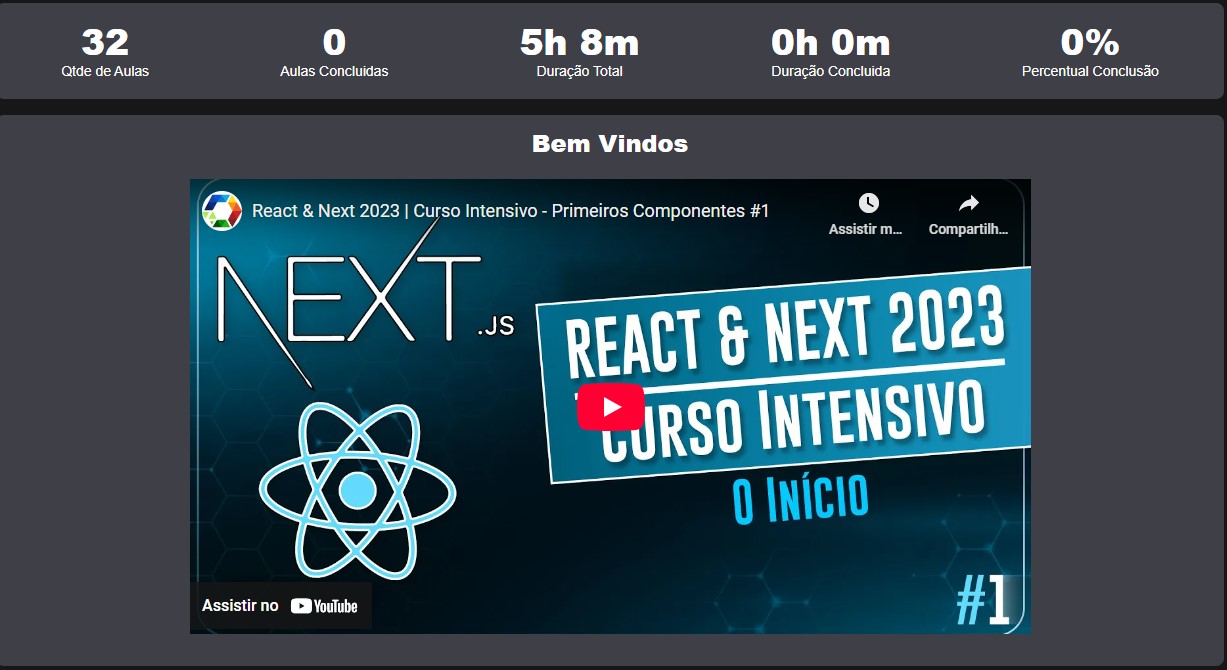 32
Qtde de Aulas
0
Aulas Concluidas
5h 8m
Duração Total
0h 0m
Duração Concluida
0%
Percentual Conclusão
Bem Vindos
React & Next 2023 | Curso Intensivo - Primeiros Componentes #1
Assistir m...
Compartilh...
NEXT.JS
REACT & NEXT 2023
CURSO INTENSIVO
O INÍCIO
Assistir no YouTube
#1